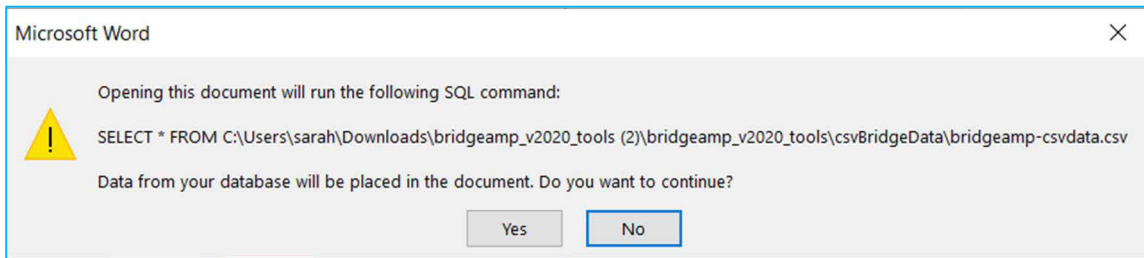 Microsoft Word
Opening this document will run the following SQL command:
SELECT * FROM C:\Users\sarah\Downloads\bridgeamp_v2020_tools (2)\bridgeamp_v2020_tools\csvBridgeData\bridgeamp-csvdata.csv
Data from your database will be placed in the document. Do you want to continue?
Yes No